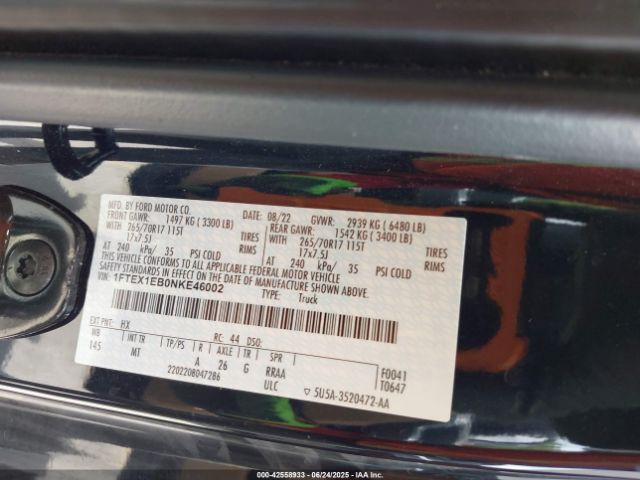 MFD. BY FORD MOTOR CO. 08/22 GVWR: 2939 KG ( 6480 LB)
FRONT GAWR: 1497 KG ( 3300 LB) REAR GAWR: 1542 KG ( 3400 LB)
WITH WITH
265/70R17 115T TIRES 265/70R17 115T TIRES
17x7.5J RIMS 17x7.5J RIMS
AT 240 kPa/ 35 PSI COLD AT 240 kPa/ 35 PSI COLD
THIS VEHICLE CONFORMS TO ALL APPLICABLE FEDERAL MOTOR VEHICLE
SAFETY STANDARDS IN EFFECT ON THE DATE OF MANUFACTURE SHOWN ABOVE.
VIN: 1FTEX1EB0NKE46002
TYPE: Truck
EXT PNT: HX RC: 44 DSO: F0041
WB INT TR TP/PS R AXLE TR SPR T0647
145 MT A 26 G RRAA
2202208047286 ULC
5U5A-3520472-AA
000-42558933 - 06/24/2025 - IAAI.COM